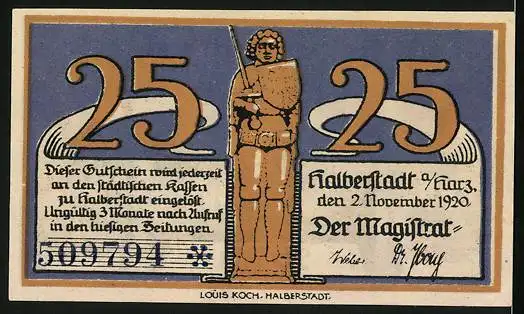 25 25
Dieser Gutschein wird jederzeit
an den städtischen Kassen
zu Halberstadt eingelöst.
Ungültig 3 Monate nach Aufruf
in den hiesigen Zeitungen.
509794
Halberstadt a/Harz,
den 2. November 1920.
Der Magistrat
LOUIS KOCH, HALBERSTADT.